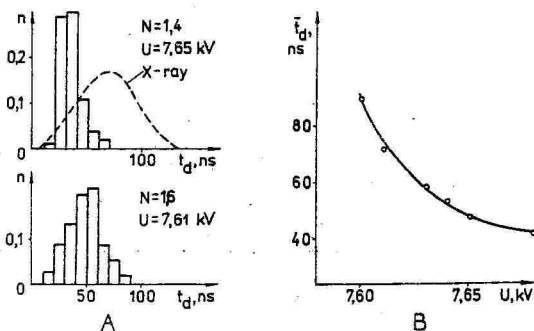 n
N=1,4
U=7,65 kV
X-ray
0,2
0,1
0
100
t_d, ns
n
N=16
U=7,61 kV
0,1
0
50
100
t_d, ns
A
t̄_d,
ns
80
60
40
7,60
7,65
U, kV
B